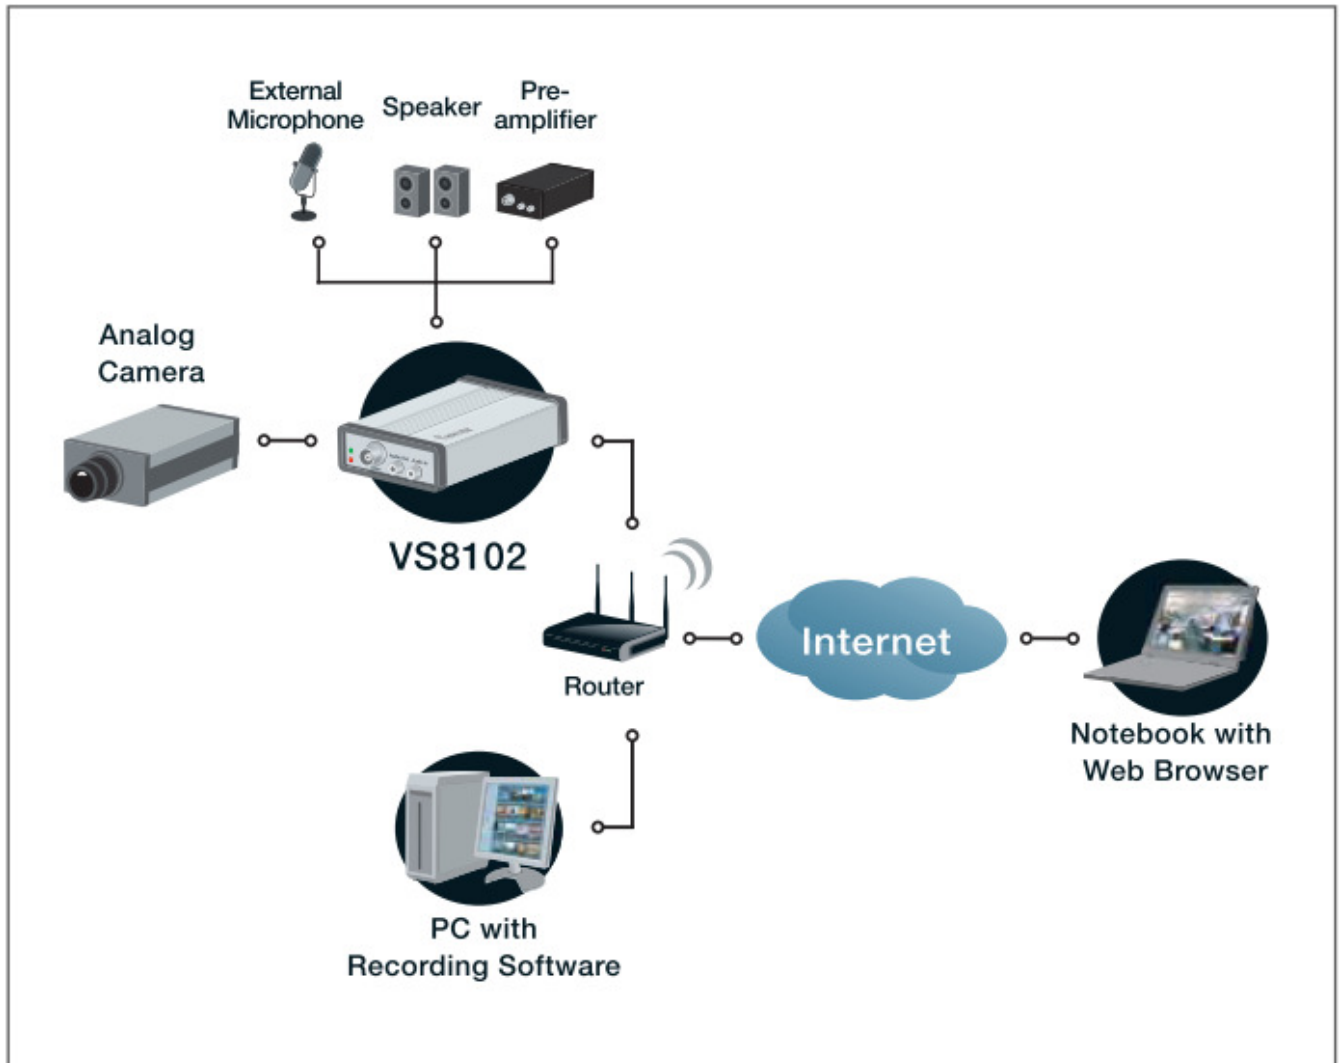 External
Microphone
Speaker
Pre-
amplifier
Analog
Camera
VS8102
Router
Internet
Notebook with
Web Browser
PC with
Recording Software